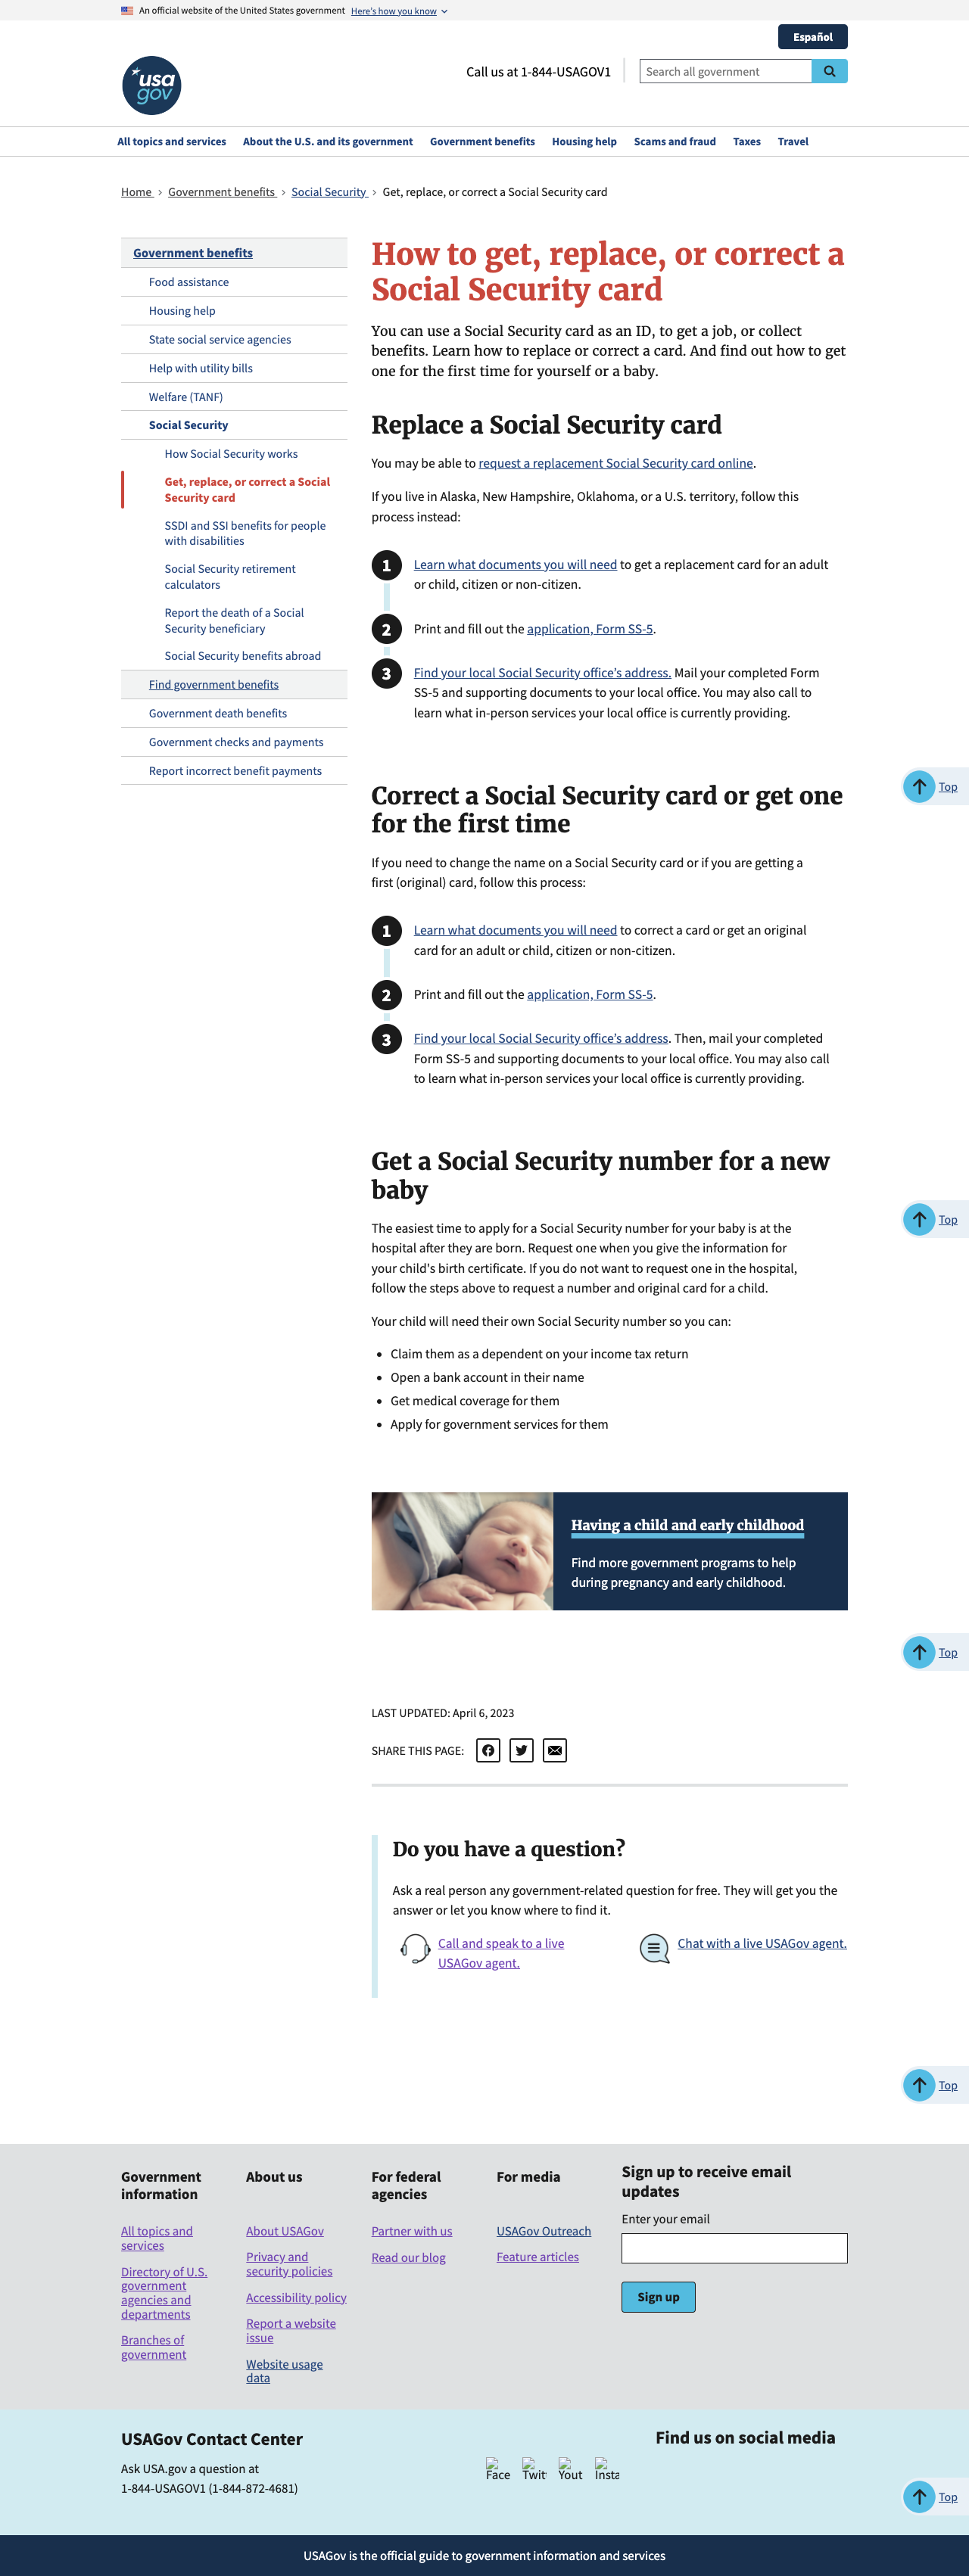 An official website of the United States government Here's how you know
Español
usa
gov
Call us at 1-844-USAGOV1
Search all government
All topics and services About the U.S. and its government Government benefits Housing help Scams and fraud Taxes Travel
Home > Government benefits > Social Security > Get, replace, or correct a Social Security card
Government benefits
Food assistance
Housing help
State social service agencies
Help with utility bills
Welfare (TANF)
Social Security
How Social Security works
Get, replace, or correct a Social
Security card
SSDI and SSI benefits for people
with disabilities
Social Security retirement
calculators
Report the death of a Social
Security beneficiary
Social Security benefits abroad
Find government benefits
Government death benefits
Government checks and payments
Report incorrect benefit payments
How to get, replace, or correct a
Social Security card
You can use a Social Security card as an ID, to get a job, or collect
benefits. Learn how to replace or correct a card. And find out how to get
one for the first time for yourself or a baby.
Replace a Social Security card
You may be able to request a replacement Social Security card online.
If you live in Alaska, New Hampshire, Oklahoma, or a U.S. territory, follow this
process instead:
1 Learn what documents you will need to get a replacement card for an adult
or child, citizen or non-citizen.
2 Print and fill out the application, Form SS-5.
3 Find your local Social Security office’s address. Mail your completed Form
SS-5 and supporting documents to your local office. You may also call to
learn what in-person services your local office is currently providing.
Top
Correct a Social Security card or get one
for the first time
If you need to change the name on a Social Security card or if you are getting a
first (original) card, follow this process:
1 Learn what documents you will need to correct a card or get an original
card for an adult or child, citizen or non-citizen.
2 Print and fill out the application, Form SS-5.
3 Find your local Social Security office’s address. Then, mail your completed
Form SS-5 and supporting documents to your local office. You may also call
to learn what in-person services your local office is currently providing.
Get a Social Security number for a new
baby
Top
The easiest time to apply for a Social Security number for your baby is at the
hospital after they are born. Request one when you give the information for
your child's birth certificate. If you do not want to request one in the hospital,
follow the steps above to request a number and original card for a child.
Your child will need their own Social Security number so you can:
• Claim them as a dependent on your income tax return
• Open a bank account in their name
• Get medical coverage for them
• Apply for government services for them
Having a child and early childhood
Find more government programs to help
during pregnancy and early childhood.
Top
LAST UPDATED: April 6, 2023
SHARE THIS PAGE:
Do you have a question?
Ask a real person any government-related question for free. They will get you the
answer or let you know where to find it.
Call and speak to a live
USAGov agent.
Chat with a live USAGov agent.
Top
Government
information
All topics and
services
Directory of U.S.
government
agencies and
departments
Branches of
government
About us
About USAGov
Privacy and
security policies
Accessibility policy
Report a website
issue
Website usage
data
For federal
agencies
Partner with us
Read our blog
For media
USAGov Outreach
Feature articles
Sign up to receive email
updates
Enter your email
Sign up
USAGov Contact Center
Ask USA.gov a question at
1-844-USAGOV1 (1-844-872-4681)
Find us on social media
Face Twit Yout Insta
Top
USAGov is the official guide to government information and services